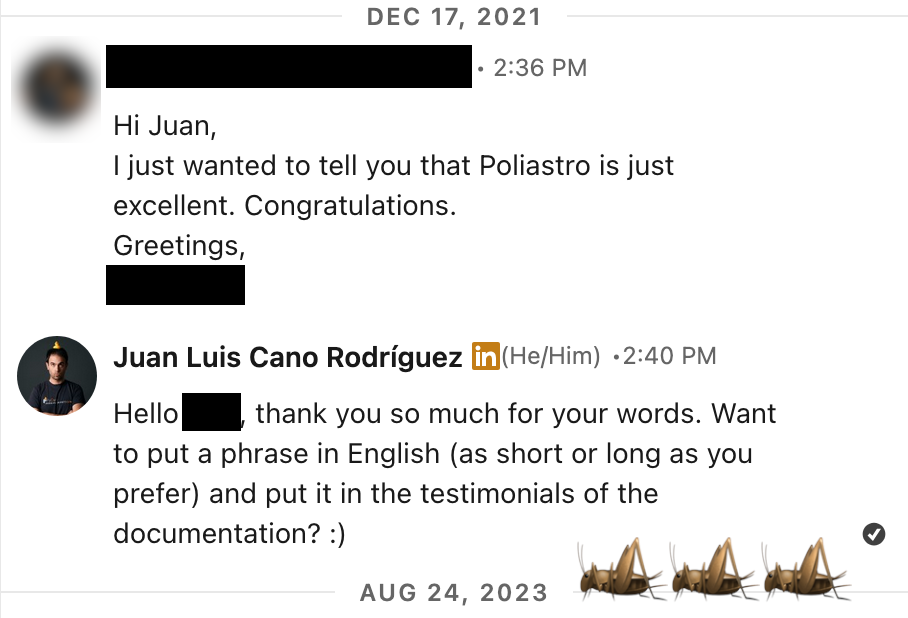 DEC 17, 2021
• 2:36 PM
Hi Juan,
I just wanted to tell you that Poliastro is just
excellent. Congratulations.
Greetings,
Juan Luis Cano Rodríguez in (He/Him) • 2:40 PM
Hello , thank you so much for your words. Want
to put a phrase in English (as short or long as you
prefer) and put it in the testimonials of the
documentation? :)
AUG 24, 2023